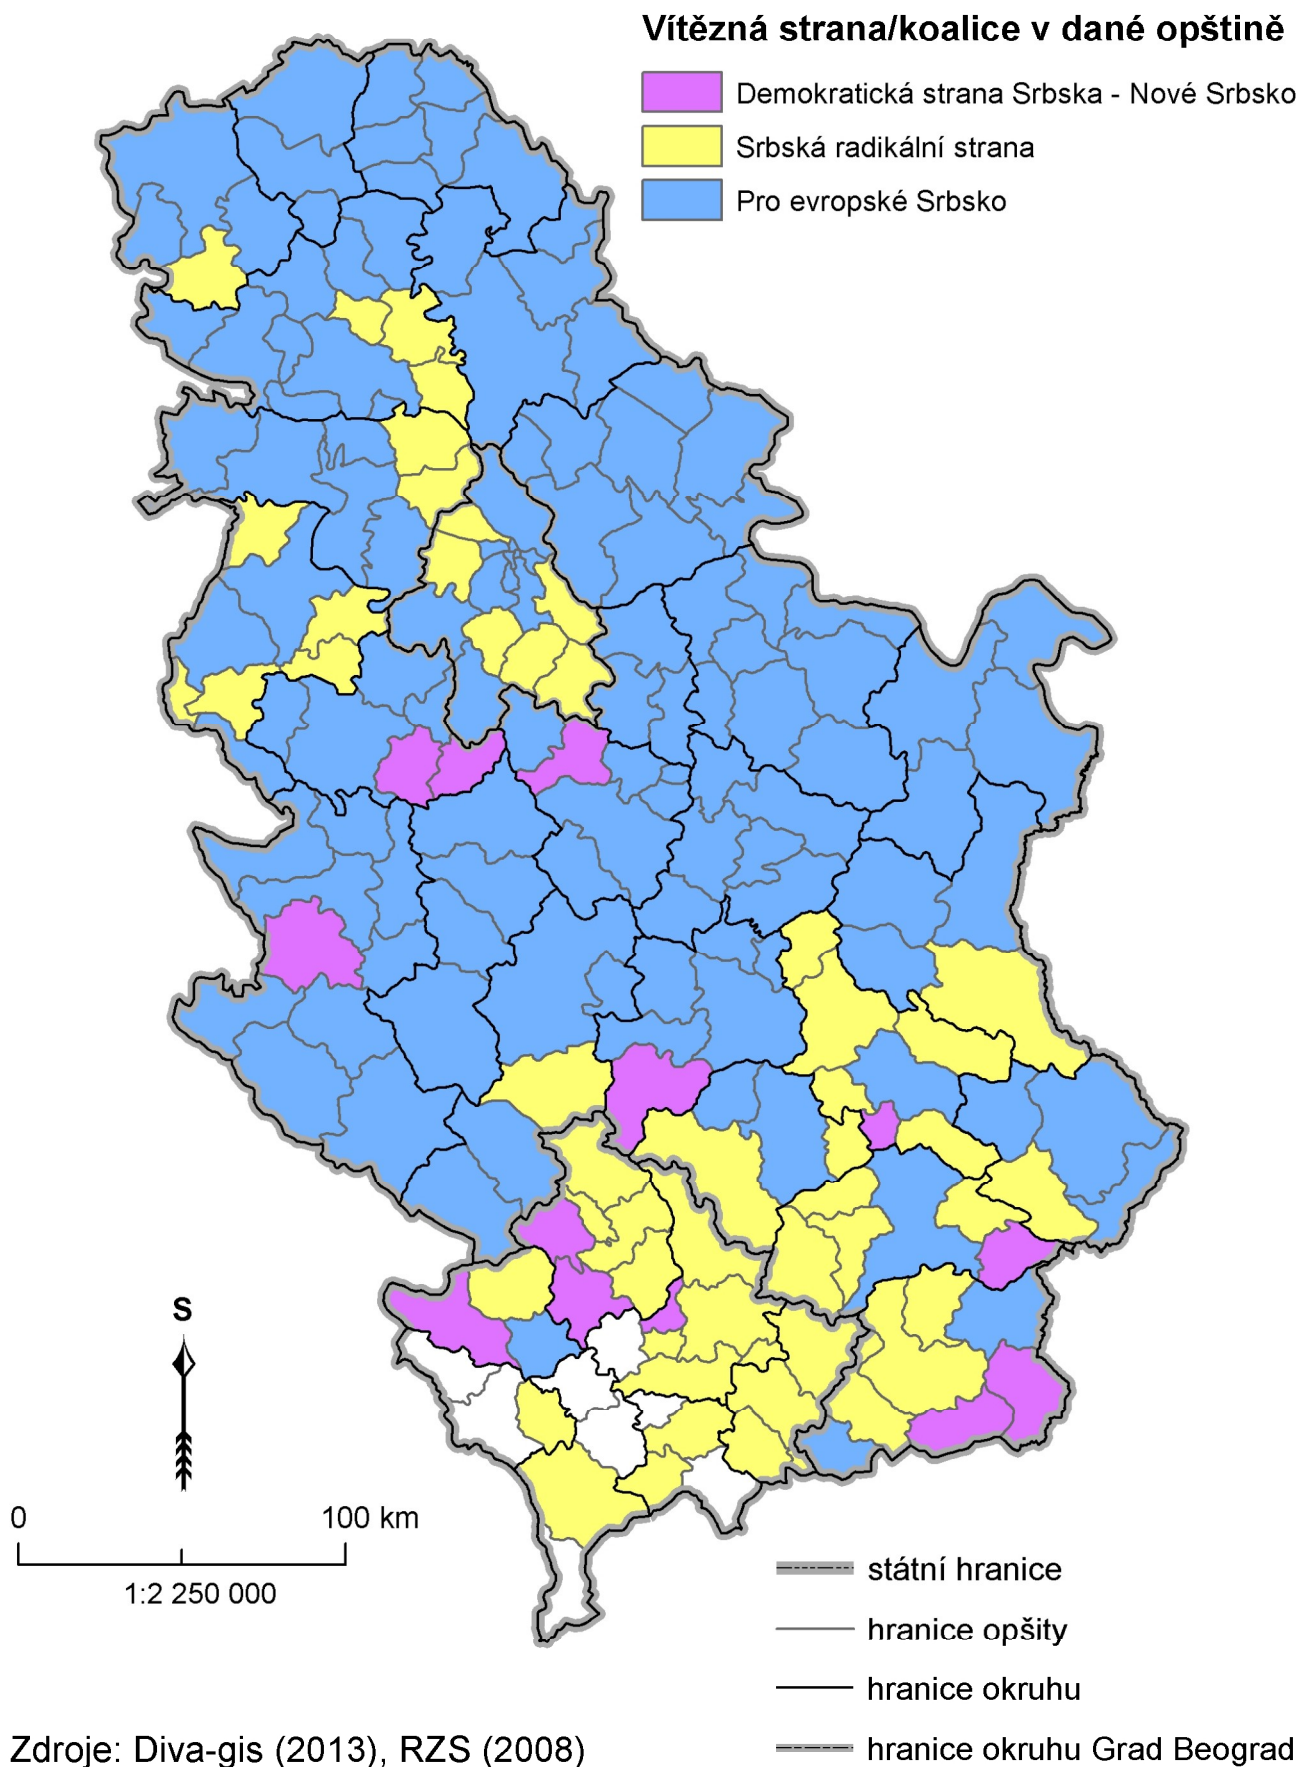 Vítězná strana/koalice v dané opštině
Demokratická strana Srbska - Nové Srbsko
Srbská radikální strana
Pro evropské Srbsko
S
0 100 km
1:2 250 000
státní hranice
hranice opšity
hranice okruhu
hranice okruhu Grad Beograd
Zdroje: Diva-gis (2013), RZS (2008)